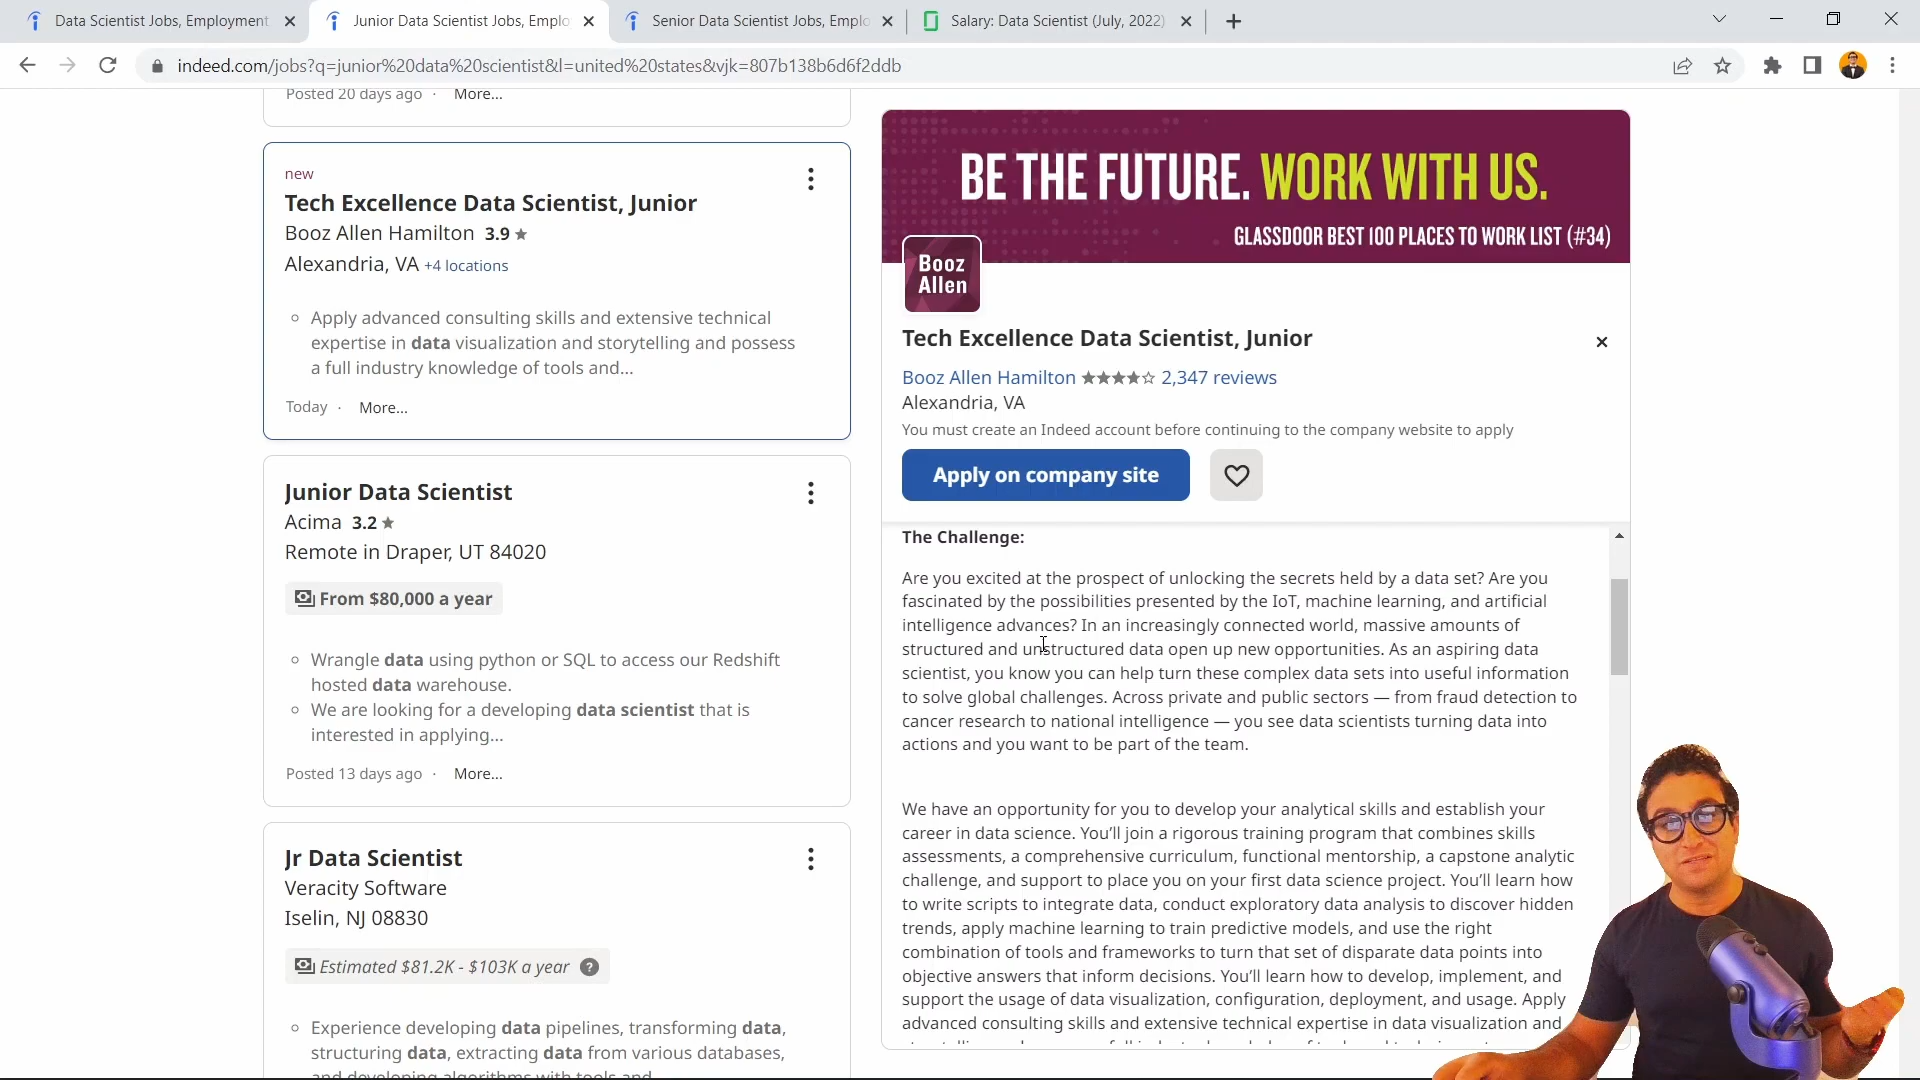 Data Scientist Jobs, Employment
Junior Data Scientist Jobs, Emplo
Senior Data Scientist Jobs, Emplo
Salary: Data Scientist (July, 2022)
indeed.com/jobs?q=junior%20data%20scientist&l=united%20states&vjk=807b138b6d6f2ddb
Posted 20 days ago · More...
new
Tech Excellence Data Scientist, Junior
Booz Allen Hamilton 3.9 ★
Alexandria, VA +4 locations
Apply advanced consulting skills and extensive technical
expertise in data visualization and storytelling and possess
a full industry knowledge of tools and...
Today · More...
Junior Data Scientist
Acima 3.2 ★
Remote in Draper, UT 84020
From $80,000 a year
Wrangle data using python or SQL to access our Redshift
hosted data warehouse.
We are looking for a developing data scientist that is
interested in applying...
Posted 13 days ago · More...
Jr Data Scientist
Veracity Software
Iselin, NJ 08830
Estimated $81.2K - $103K a year ?
Experience developing data pipelines, transforming data,
structuring data, extracting data from various databases,
and developing algorithms with tools and
BE THE FUTURE. WORK WITH US.
GLASSDOOR BEST 100 PLACES TO WORK LIST (#34)
Booz
Allen
Tech Excellence Data Scientist, Junior
Booz Allen Hamilton ★★★★☆ 2,347 reviews
Alexandria, VA
You must create an Indeed account before continuing to the company website to apply
Apply on company site
The Challenge:
Are you excited at the prospect of unlocking the secrets held by a data set? Are you
fascinated by the possibilities presented by the IoT, machine learning, and artificial
intelligence advances? In an increasingly connected world, massive amounts of
structured and unstructured data open up new opportunities. As an aspiring data
scientist, you know you can help turn these complex data sets into useful information
to solve global challenges. Across private and public sectors — from fraud detection to
cancer research to national intelligence — you see data scientists turning data into
actions and you want to be part of the team.
We have an opportunity for you to develop your analytical skills and establish your
career in data science. You’ll join a rigorous training program that combines skills
assessments, a comprehensive curriculum, functional mentorship, a capstone analytic
challenge, and support to place you on your first data science project. You’ll learn how
to write scripts to integrate data, conduct exploratory data analysis to discover hidden
trends, apply machine learning to train predictive models, and use the right
combination of tools and frameworks to turn that set of disparate data points into
objective answers that inform decisions. You’ll learn how to develop, implement, and
support the usage of data visualization, configuration, deployment, and usage. Apply
advanced consulting skills and extensive technical expertise in data visualization and